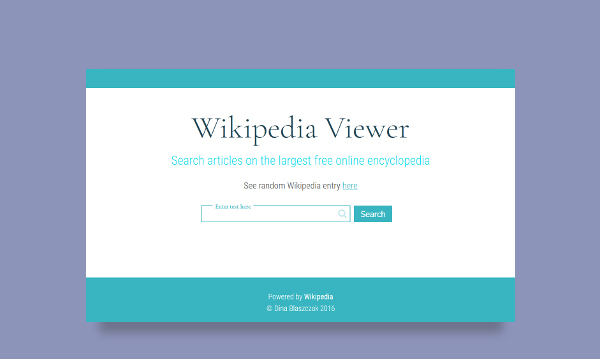 Wikipedia Viewer
Search articles on the largest free online encyclopedia
See random Wikipedia entry here
Enter text here
Search
Powered by Wikipedia
© Dina Blaszczak 2016